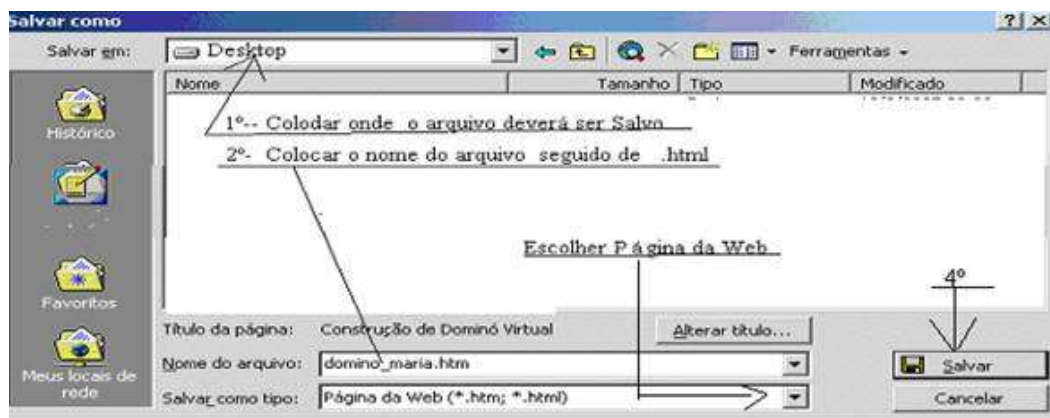 Salvar como
Salvar em: Desktop Ferramentas
Nome Tamanho Tipo Modificado
1º-- Colodar onde o arquivo deverá ser Salvo
Histórico
2º- Colocar o nome do arquivo seguido de .html
Escolher Página da Web
4º
Favoritos
Título da página: Construção de Dominó Virtual Alterar título...
Nome do arquivo: domino_maria.htm Salvar
Meus locais de
rede
Salvar como tipo: Página da Web (*.htm; *.html) Cancelar